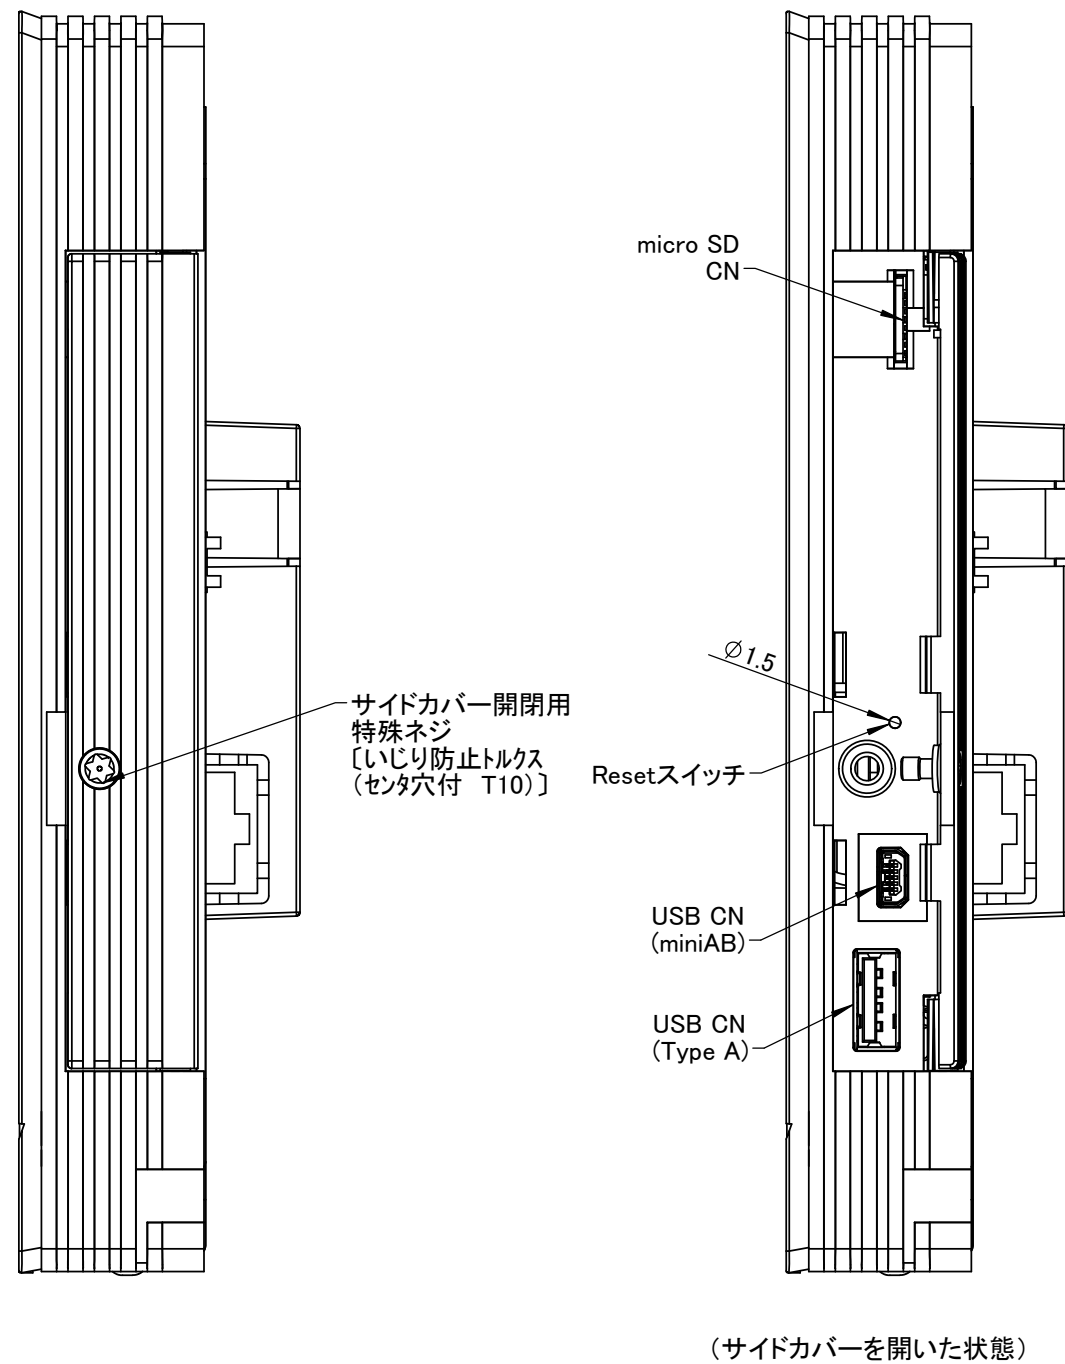 micro SD
CN
⌀1.5
サイドカバー開閉用
特殊ネジ
〔いじり防止トルクス
（センタ穴付　T10）〕
Resetスイッチ
USB CN
(miniAB)
USB CN
(Type A)
（サイドカバーを開いた状態）